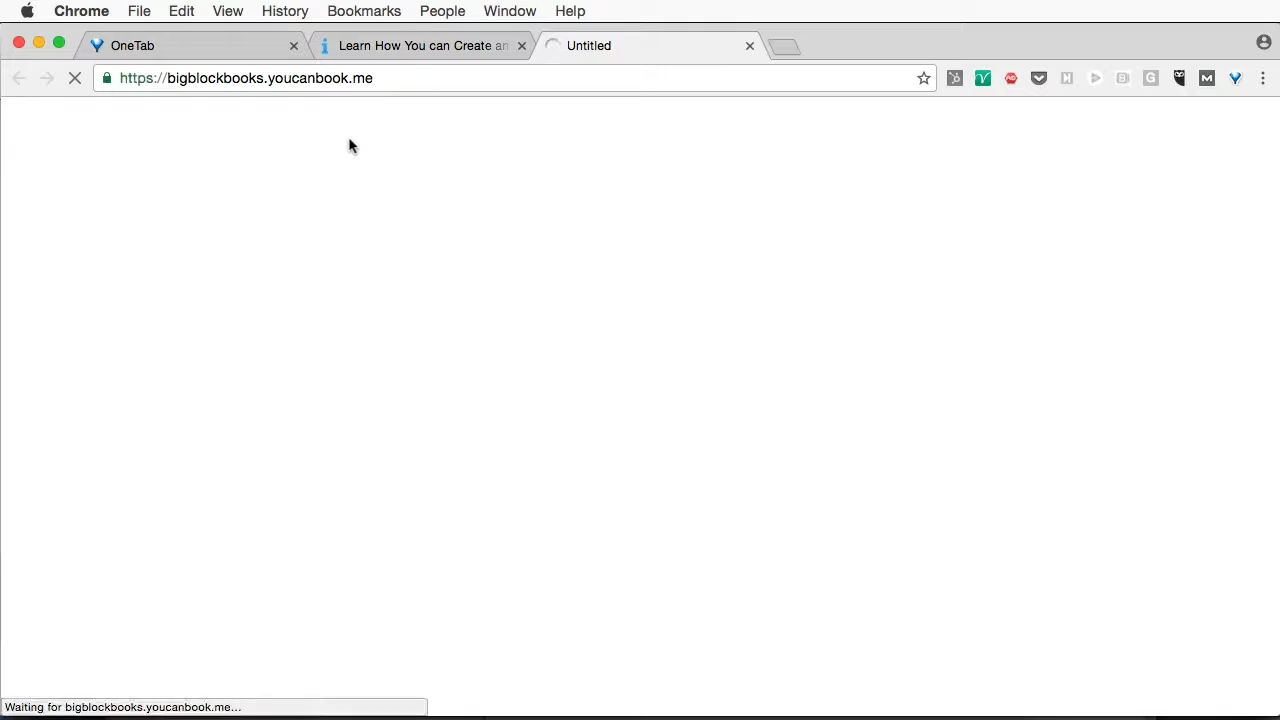 Chrome File Edit View History Bookmarks People Window Help
OneTab Learn How You can Create an Untitled
https://bigblockbooks.youcanbook.me
Waiting for bigblockbooks.youcanbook.me...